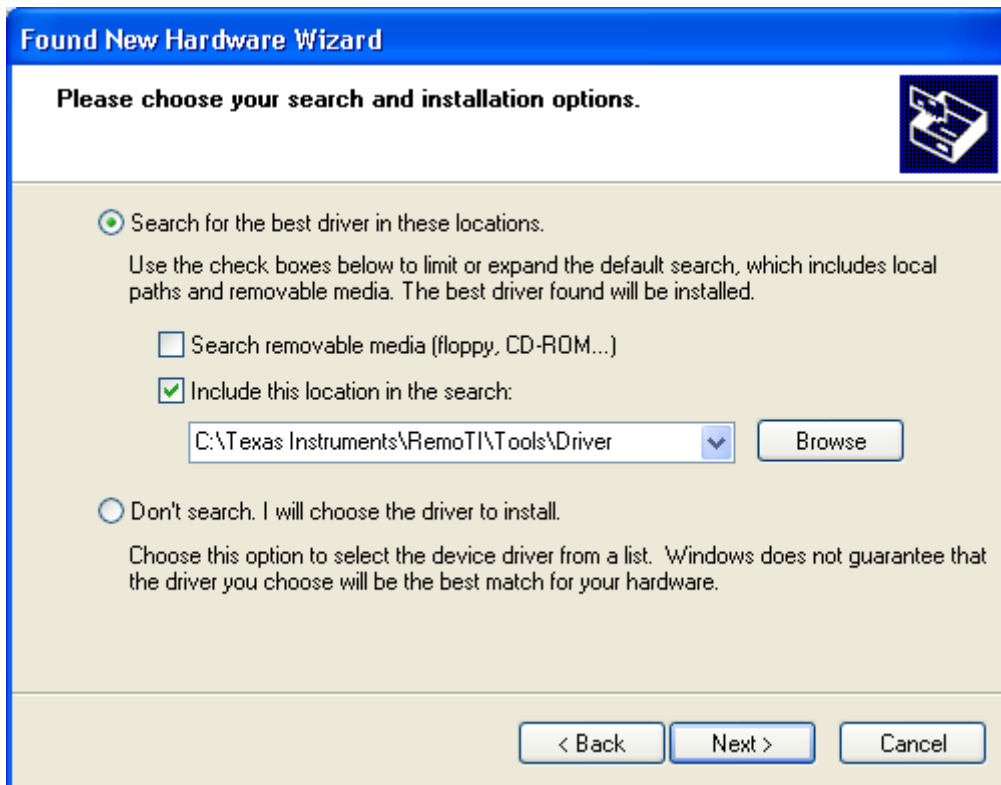 Found New Hardware Wizard
Please choose your search and installation options.
Search for the best driver in these locations.
Use the check boxes below to limit or expand the default search, which includes local
paths and removable media. The best driver found will be installed.
Search removable media (floppy, CD-ROM...)
Include this location in the search:
C:\Texas Instruments\RemoTI\Tools\Driver
Browse
Don't search. I will choose the driver to install.
Choose this option to select the device driver from a list. Windows does not guarantee that
the driver you choose will be the best match for your hardware.
< Back
Next >
Cancel